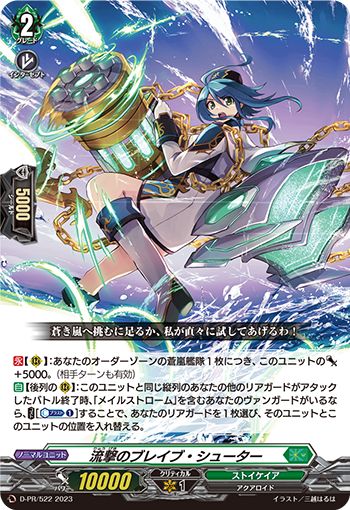 2
グレード
インターセプト
5000
シールド
蒼き嵐へ挑むに足るか、私が直々に試してあげるわ！
永【R】：あなたのオーダーゾーンの蒼嵐艦隊１枚につき、このユニットの
+5000。（相手ターンも有効）
自【後列のR】：このユニットと同じ縦列のあなたの他のリアガードがアタック
したバトル終了時、「メイルストローム」を含むあなたのヴァンガードがいるな
ら、【ソウルブラスト1】することで、あなたのリアガードを１枚選び、そのユニットとこ
のユニットの位置を入れ替える。
ノーマルユニット
流撃のブレイブ・シューター
パワー
10000
クリティカル
1
ストイケイア
アクアロイド
D-PR/522 2023
イラスト／三越はるは